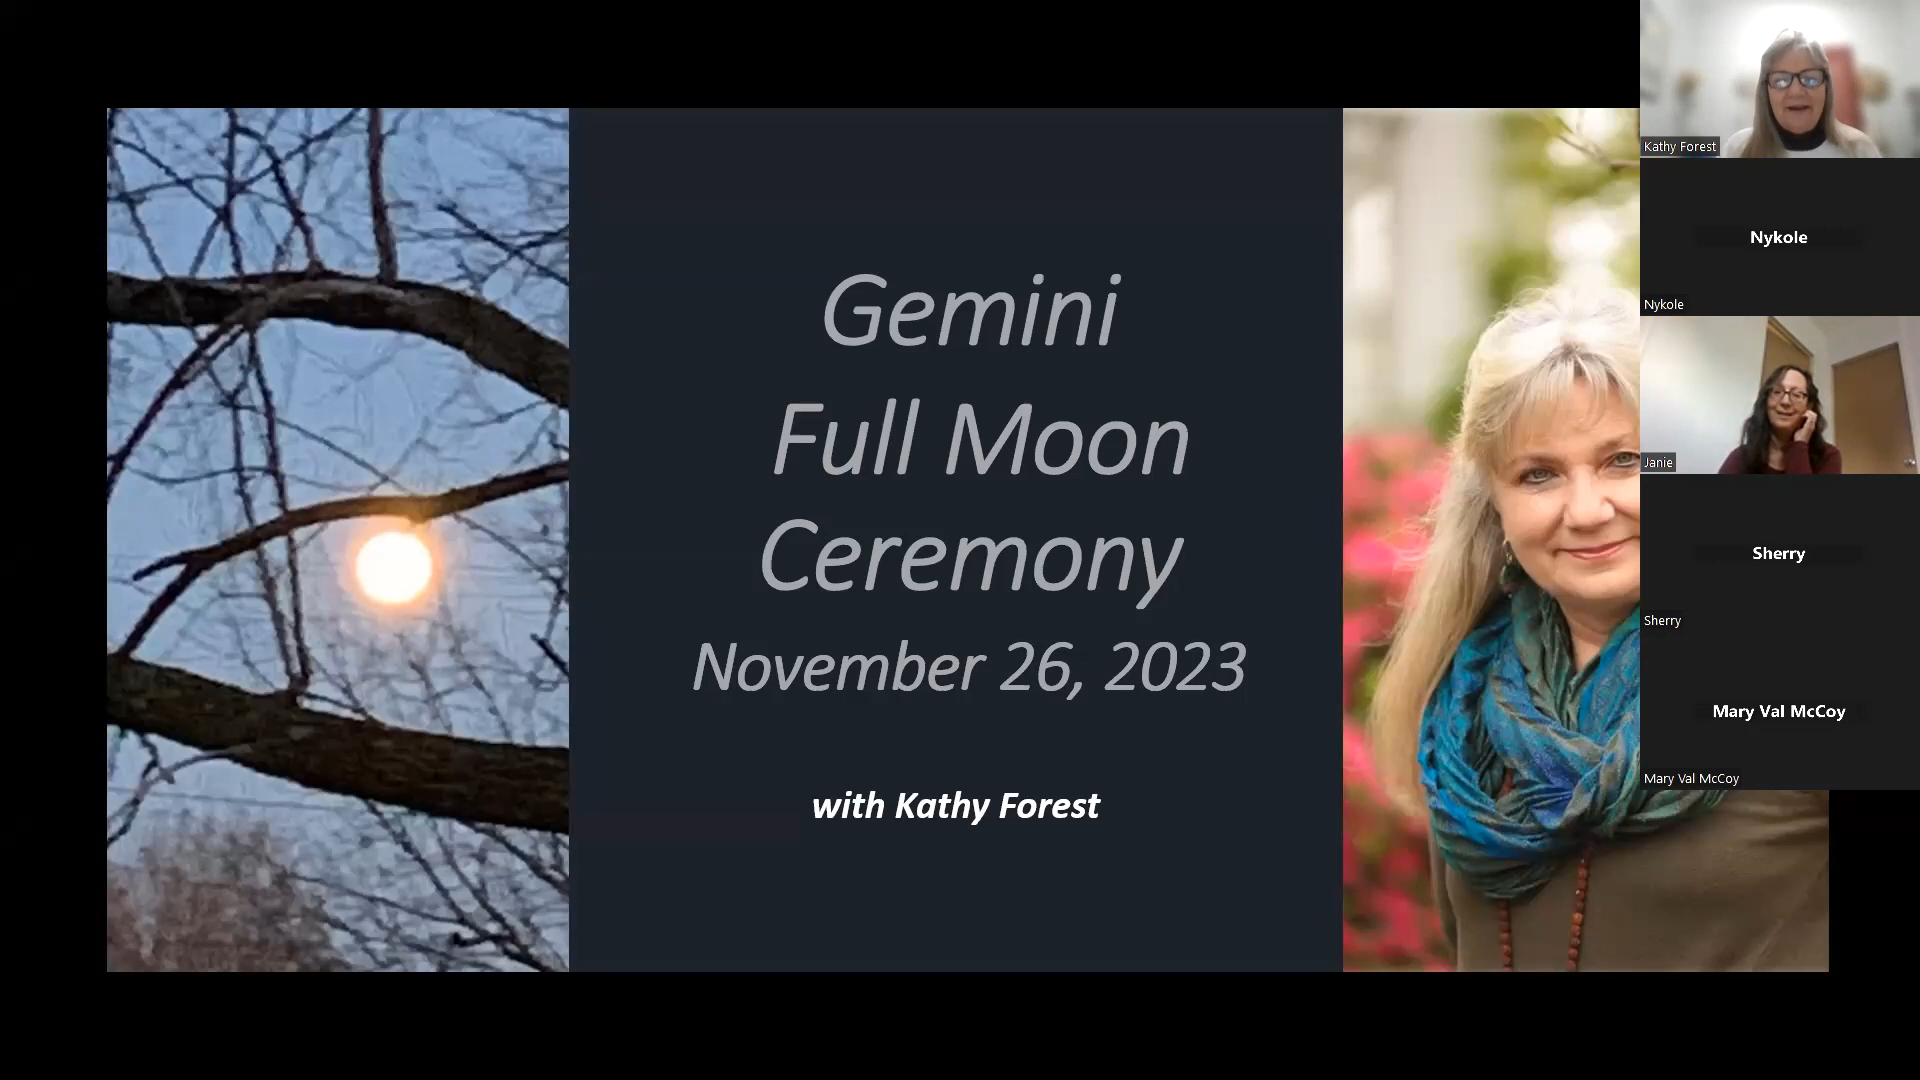 Gemini
Full Moon
Ceremony
November 26, 2023
with Kathy Forest
Kathy Forest
Nykole
Nykole
Janie
Sherry
Sherry
Mary Val McCoy
Mary Val McCoy